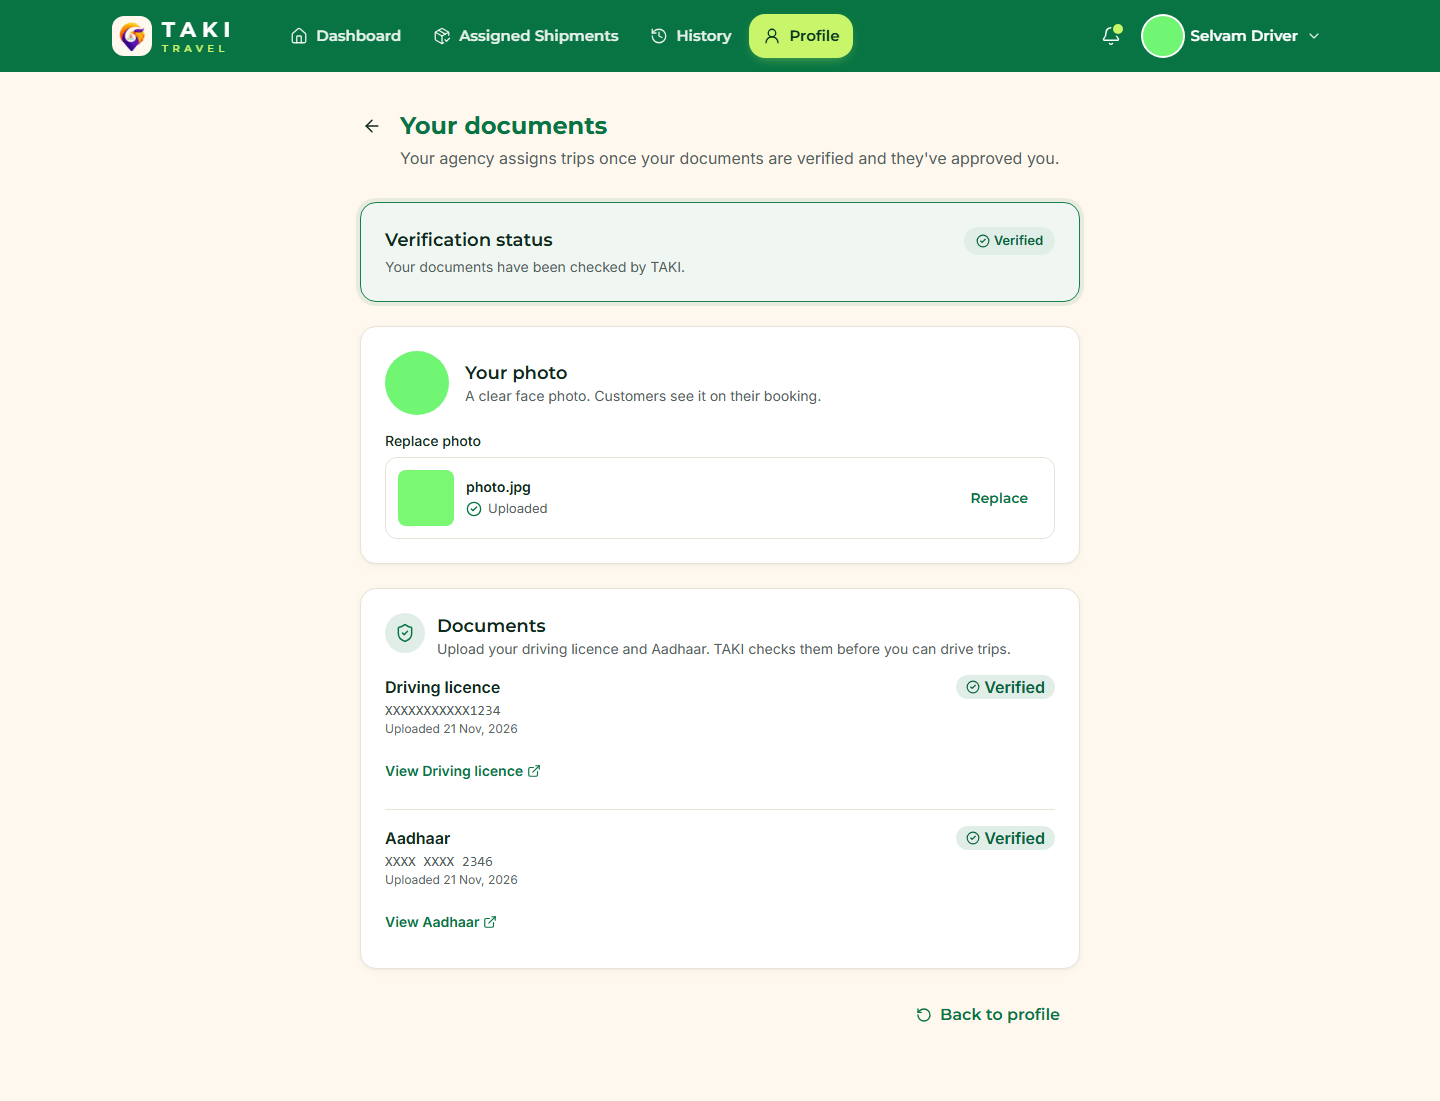 TAKI
TRAVEL
Dashboard
Assigned Shipments
History
Profile
Selvam Driver
Your documents
Your agency assigns trips once your documents are verified and they've approved you.
Verification status
Verified
Your documents have been checked by TAKI.
Your photo
A clear face photo. Customers see it on their booking.
Replace photo
photo.jpg
Uploaded
Replace
Documents
Upload your driving licence and Aadhaar. TAKI checks them before you can drive trips.
Driving licence
Verified
XXXXXXXXXXX1234
Uploaded 21 Nov, 2026
View Driving licence
Aadhaar
Verified
XXXX XXXX 2346
Uploaded 21 Nov, 2026
View Aadhaar
Back to profile